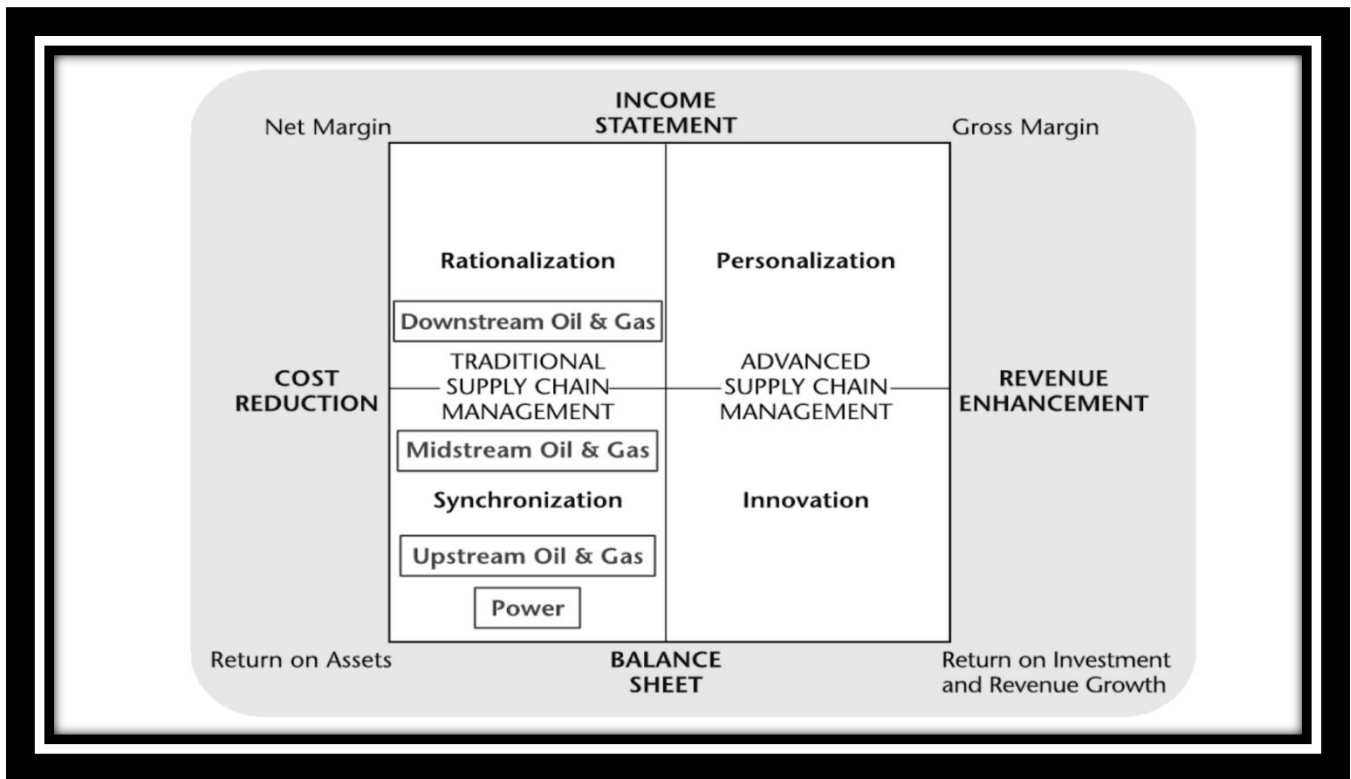 INCOME
STATEMENT
Net Margin
Gross Margin
Rationalization
Personalization
Downstream Oil & Gas
TRADITIONAL
SUPPLY CHAIN
MANAGEMENT
ADVANCED
SUPPLY CHAIN
MANAGEMENT
COST
REDUCTION
REVENUE
ENHANCEMENT
Midstream Oil & Gas
Synchronization
Innovation
Upstream Oil & Gas
Power
Return on Assets
BALANCE
SHEET
Return on Investment
and Revenue Growth